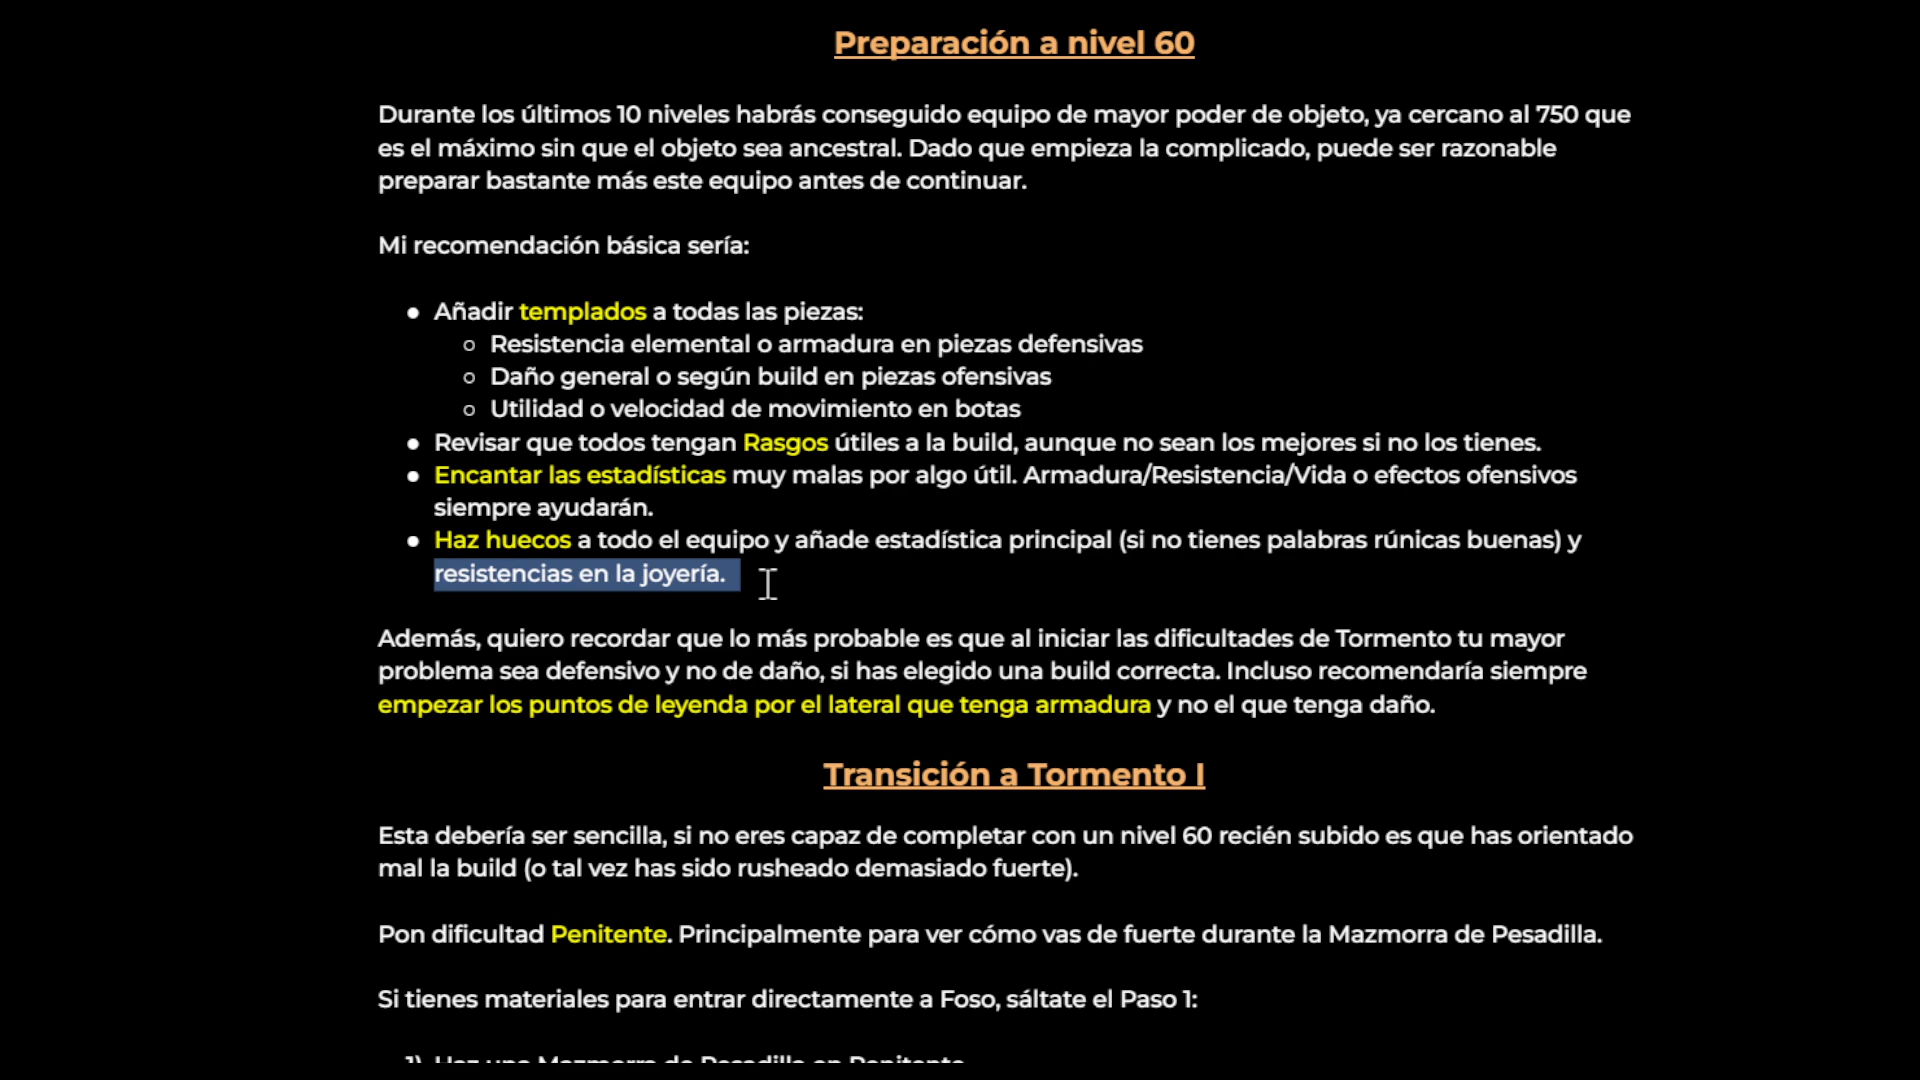 Preparación a nivel 60
Durante los últimos 10 niveles habrás conseguido equipo de mayor poder de objeto, ya cercano al 750 que
es el máximo sin que el objeto sea ancestral. Dado que empieza la complicado, puede ser razonable
preparar bastante más este equipo antes de continuar.
Mi recomendación básica sería:
● Añadir templados a todas las piezas:
○ Resistencia elemental o armadura en piezas defensivas
○ Daño general o según build en piezas ofensivas
○ Utilidad o velocidad de movimiento en botas
● Revisar que todos tengan Rasgos útiles a la build, aunque no sean los mejores si no los tienes.
● Encantar las estadísticas muy malas por algo útil. Armadura/Resistencia/Vida o efectos ofensivos
siempre ayudarán.
● Haz huecos a todo el equipo y añade estadística principal (si no tienes palabras rúnicas buenas) y
resistencias en la joyería.
Además, quiero recordar que lo más probable es que al iniciar las dificultades de Tormento tu mayor
problema sea defensivo y no de daño, si has elegido una build correcta. Incluso recomendaría siempre
empezar los puntos de leyenda por el lateral que tenga armadura y no el que tenga daño.
Transición a Tormento I
Esta debería ser sencilla, si no eres capaz de completar con un nivel 60 recién subido es que has orientado
mal la build (o tal vez has sido rusheado demasiado fuerte).
Pon dificultad Penitente. Principalmente para ver cómo vas de fuerte durante la Mazmorra de Pesadilla.
Si tienes materiales para entrar directamente a Foso, sáltate el Paso 1:
1) Haz una Mazmorra de Pesadilla en Penitente